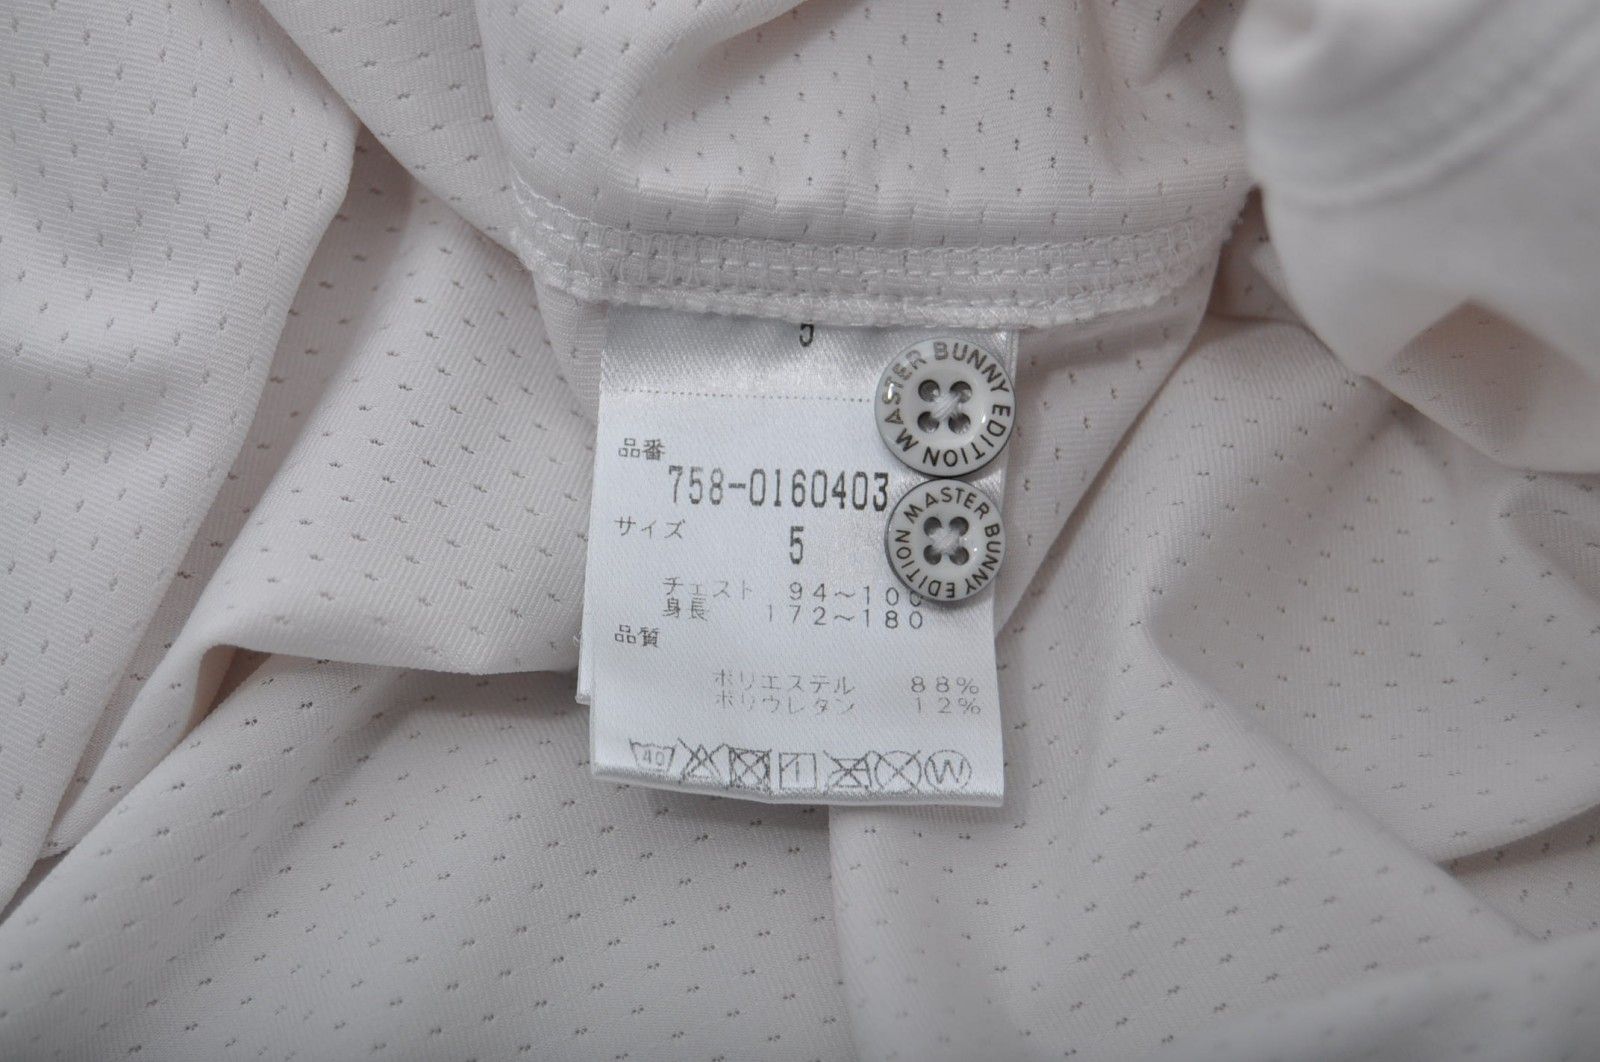 5
MASTER BUNNY EDITION
品番
758-0160403
サイズ
5
MASTER BUNNY EDITION
チェスト 94～100
身長 172～180
品質
ポリエステル 88%
ポリウレタン 12%
40
W